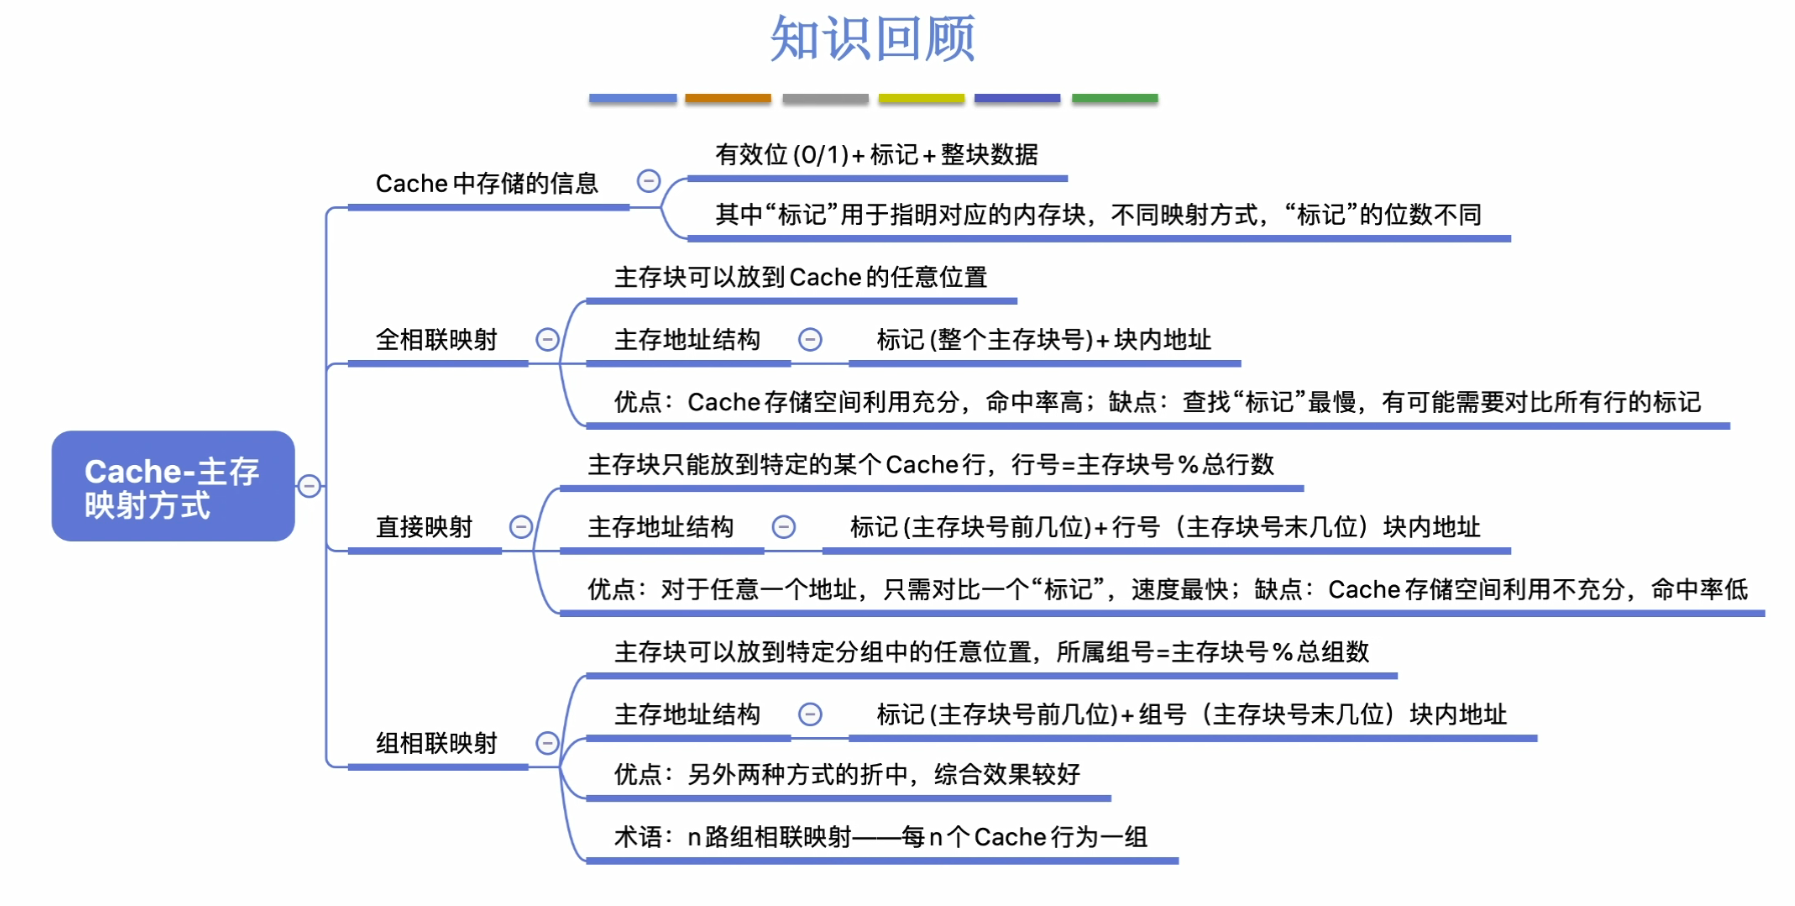 知识回顾
有效位(0/1)+标记+整块数据
Cache中存储的信息
其中“标记”用于指明对应的内存块，不同映射方式，“标记”的位数不同
主存块可以放到Cache的任意位置
全相联映射
主存地址结构
标记(整个主存块号)+块内地址
优点：Cache存储空间利用充分，命中率高；缺点：查找“标记”最慢，有可能需要对比所有行的标记
Cache-主存
映射方式
主存块只能放到特定的某个Cache行，行号=主存块号%总行数
直接映射
主存地址结构
标记(主存块号前几位)+行号（主存块号末几位）块内地址
优点：对于任意一个地址，只需对比一个“标记”，速度最快；缺点：Cache存储空间利用不充分，命中率低
主存块可以放到特定分组中的任意位置，所属组号=主存块号%总组数
主存地址结构
标记(主存块号前几位)+组号（主存块号末几位）块内地址
组相联映射
优点：另外两种方式的折中，综合效果较好
术语：n路组相联映射——每n个Cache行为一组